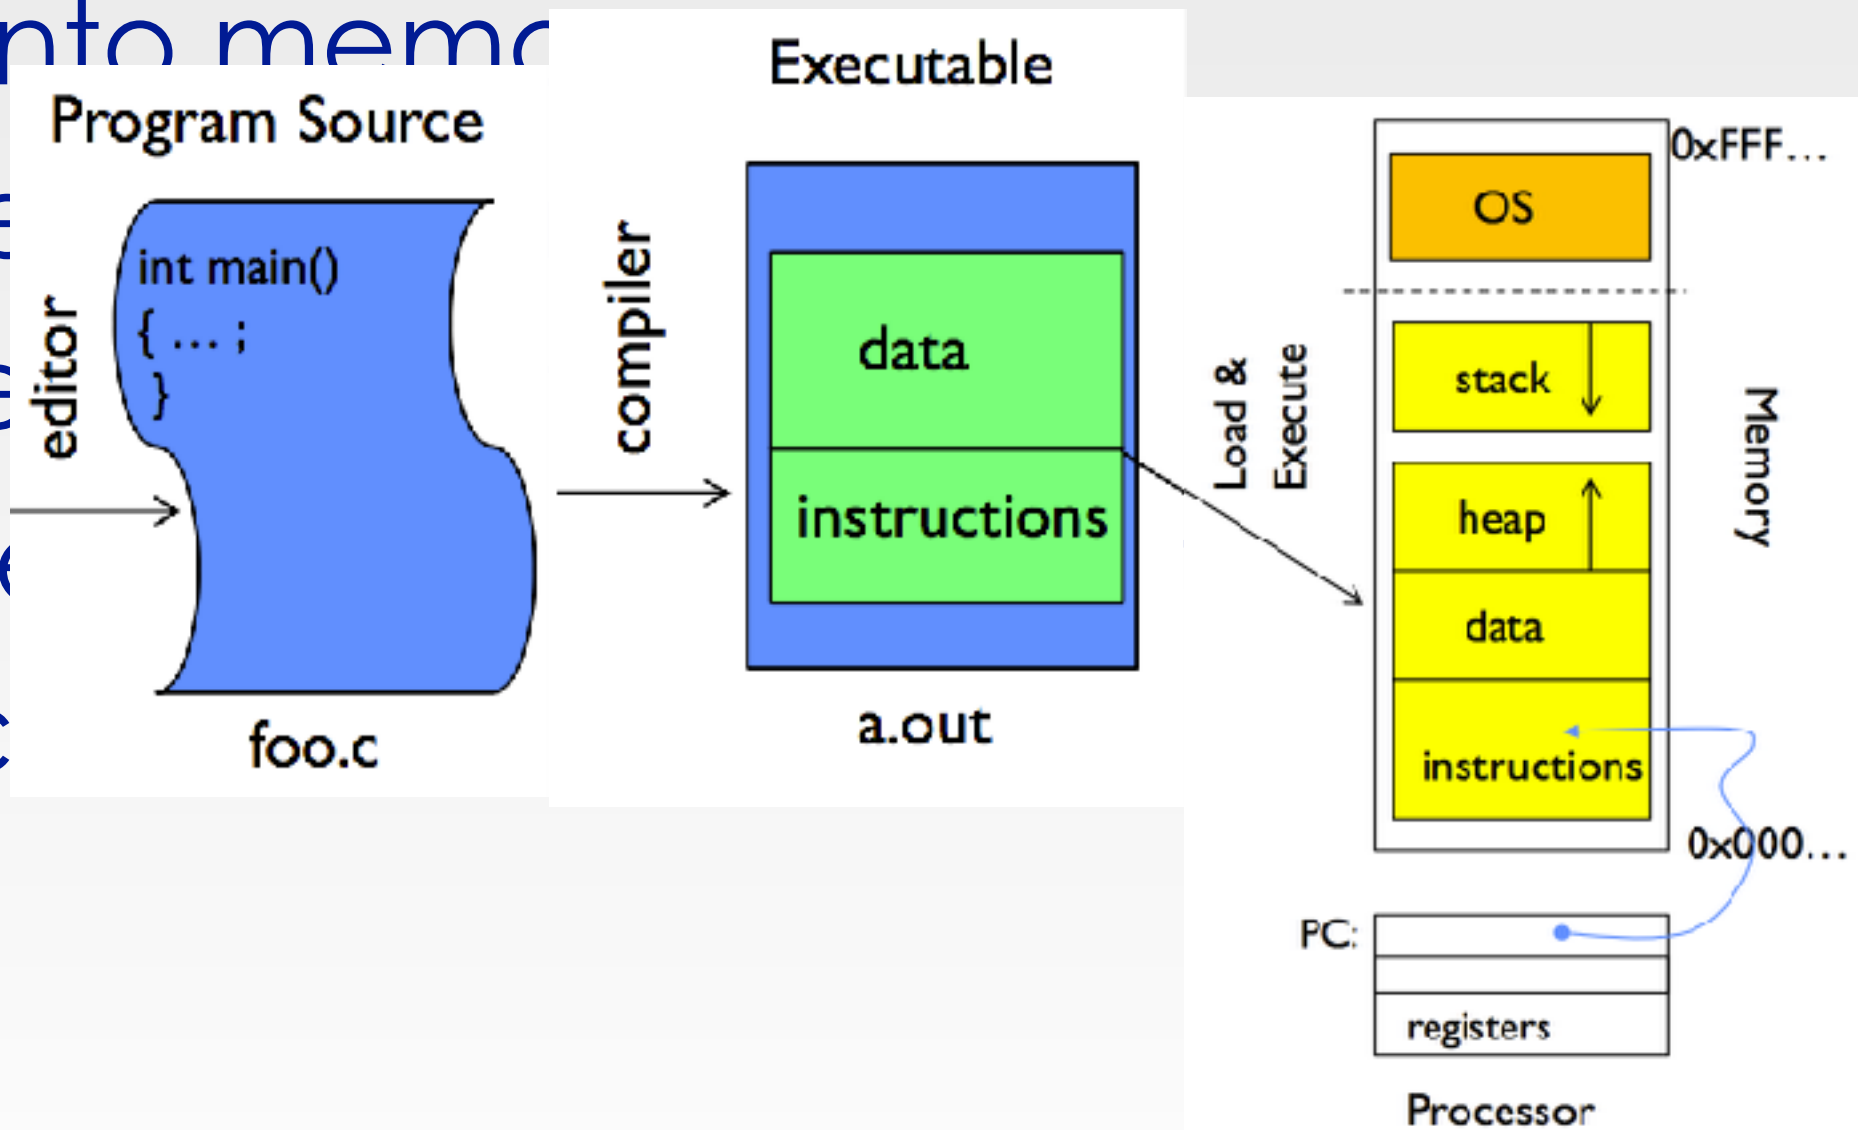 Program Source
editor
int main()
{ ... ;
}
foo.c
Executable
compiler
data
instructions
a.out
Load &
Execute
0xFFF...
OS
stack
heap
data
instructions
Memory
0x000...
PC:
registers
Processor